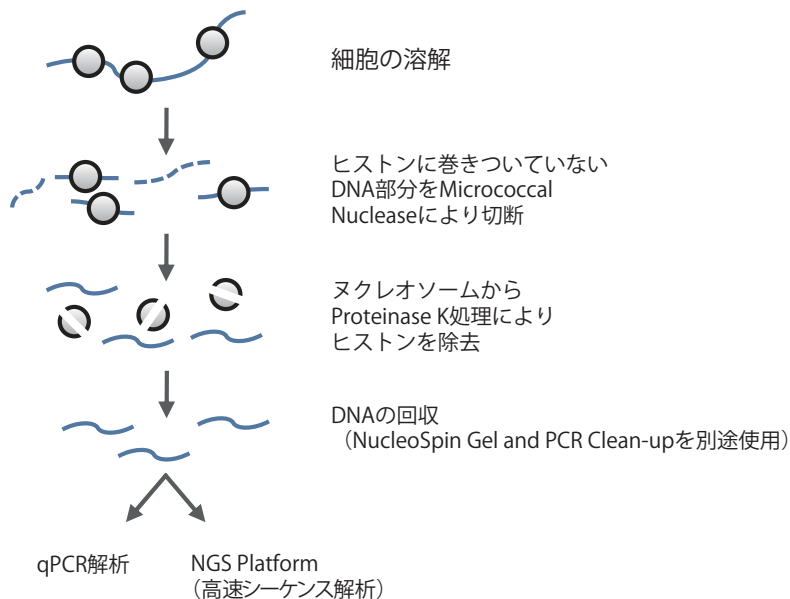 細胞の溶解
ヒストンに巻きついていない
DNA部分をMicrococcal
Nucleaseにより切断
ヌクレオソームから
Proteinase K処理により
ヒストンを除去
DNAの回収
（NucleoSpin Gel and PCR Clean-upを別途使用）
qPCR解析
NGS Platform
（高速シーケンス解析）